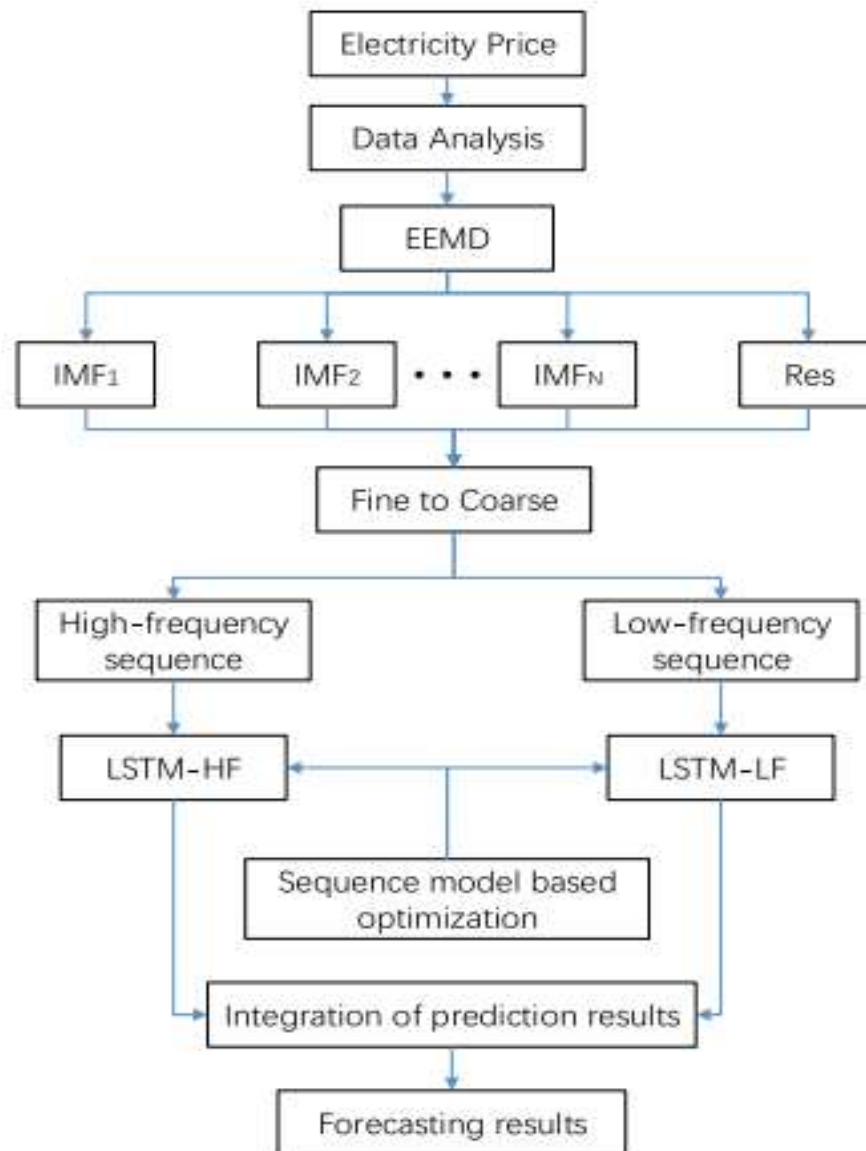 Electricity Price
Data Analysis
EEMD
IMF1 IMF2 • • • IMFN Res
Fine to Coarse
High-frequency
sequence
Low-frequency
sequence
LSTM-HF
LSTM-LF
Sequence model based
optimization
Integration of prediction results
Forecasting results